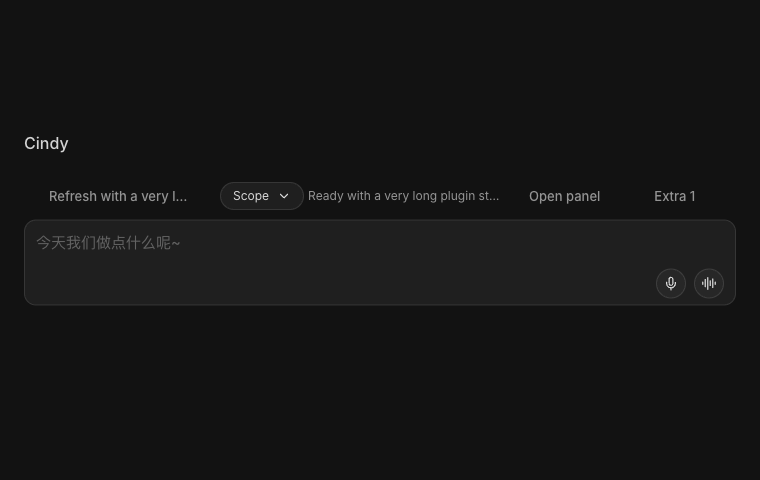 Cindy
Refresh with a very l... Scope Ready with a very long plugin st... Open panel Extra 1
今天我们做点什么呢~